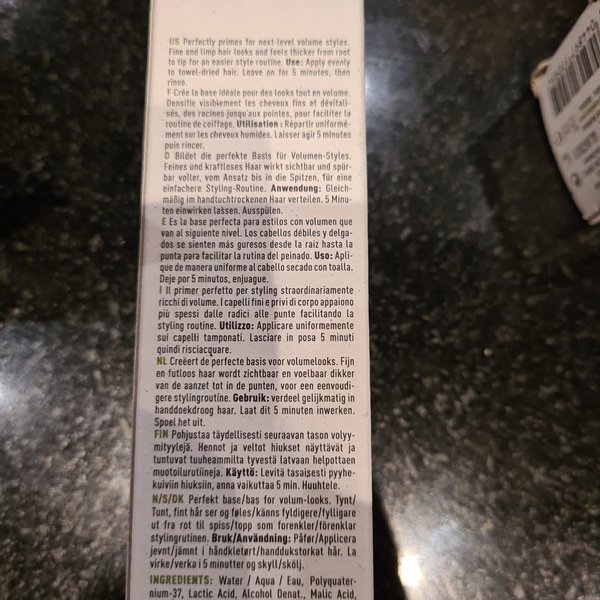 US Perfectly primes for next-level volume styles.
Fine and limp hair looks and feels thicker from root
to tip for an easier style routine. Use: Apply evenly
to towel-dried hair. Leave on for 5 minutes, then
rinse.
F Crée la base idéale pour des looks tout en volume.
Densifie visiblement les cheveux fins et dévitali-
sés, des racines jusqu'aux pointes, pour faciliter la
routine de coiffage. Utilisation : Répartir uniformé-
ment sur les cheveux humides. Laisser agir 5 minutes
puis rincer.
D Bildet die perfekte Basis für Volumen-Styles.
Feines und kraftloses Haar wirkt sichtbar und spür-
bar voller, vom Ansatz bis in die Spitzen, für eine
einfachere Styling-Routine. Anwendung: Gleich-
mäßig im handtuchtrockenen Haar verteilen. 5 Minu-
ten einwirken lassen. Ausspülen.
E Es la base perfecta para estilos con volumen que
van al siguiente nivel. Los cabellos débiles y delga-
dos se sienten más guresos desde la raíz hasta la
punta para facilitar la rutina del peinado. Uso: Aplí-
que de manera uniforme al cabello secado con toalla.
Deje por 5 minutos, enjuague.
I Il primer perfetto per styling straordinariamente
ricchi di volume. I capelli fini e privi di corpo appaiono
più spessi dalle radici alle punte facilitando la
styling routine. Utilizzo: Applicare uniformemente
sui capelli tamponati. Lasciare in posa 5 minuti
quindi risciacquare.
NL Creëert de perfecte basis voor volumelooks. Fijn
en futloos haar wordt zichtbaar en voelbaar dikker
van de aanzet tot in de punten, voor een eenvoudi-
gere stylingroutine. Gebruik: verdeel gelijkmatig in
handdoekdroog haar. Laat dit 5 minuten inwerken.
Spoel het uit.
FIN Pohjustaa täydellisesti seuraavan tason volyy-
mityylejä. Hennot ja veltot hiukset näyttävät ja
tuntuvat tuuheammilta tyvestä latvaan helpottaen
muotoilurutiineja. Käyttö: Levitä tasaisesti pyyhe-
kuiviin hiuksiin, anna vaikuttaa 5 min. Huuhtele.
N/S/DK Perfekt base/bas for volum-looks. Tynt/
Tunt, fint hår ser og føles/känns fyldigere/fylligare
ut fra rot til spiss/topp som forenkler/förenklar
stylingrutinen. Bruk/Användning: Påfør/Applicera
jevnt/jämnt i håndkletørt/handdukstorkat hår. La
virke/verka i 5 minutter og skyll/skölj.
INGREDIENTS: Water / Aqua / Eau, Polyquater-
nium-37, Lactic Acid, Alcohol Denat., Malic Acid,